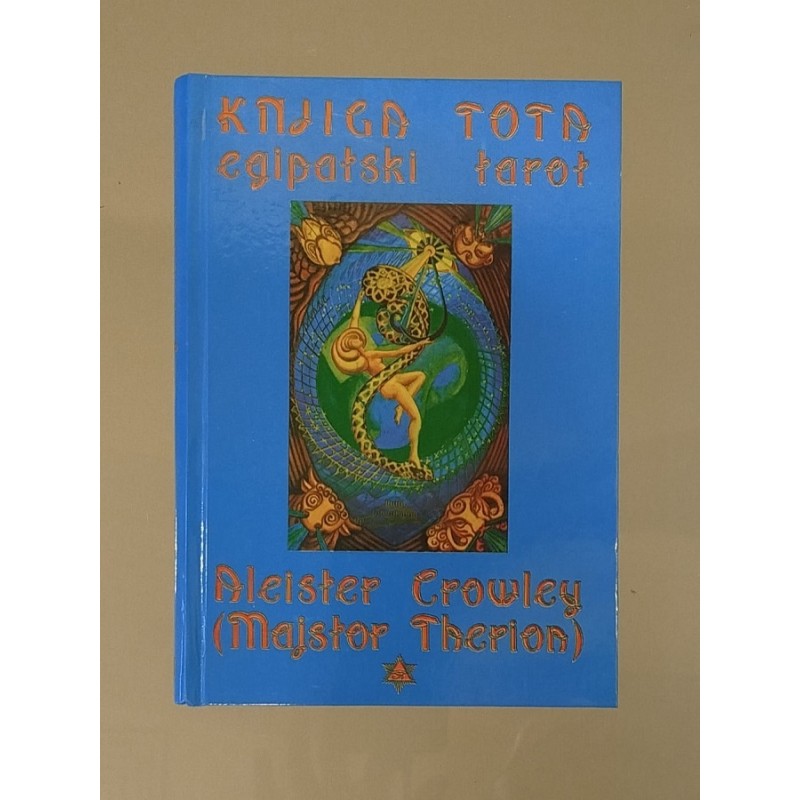 KNJIGA TOTA
egipatski tarot
Aleister Crowley
(Majstor Therion)